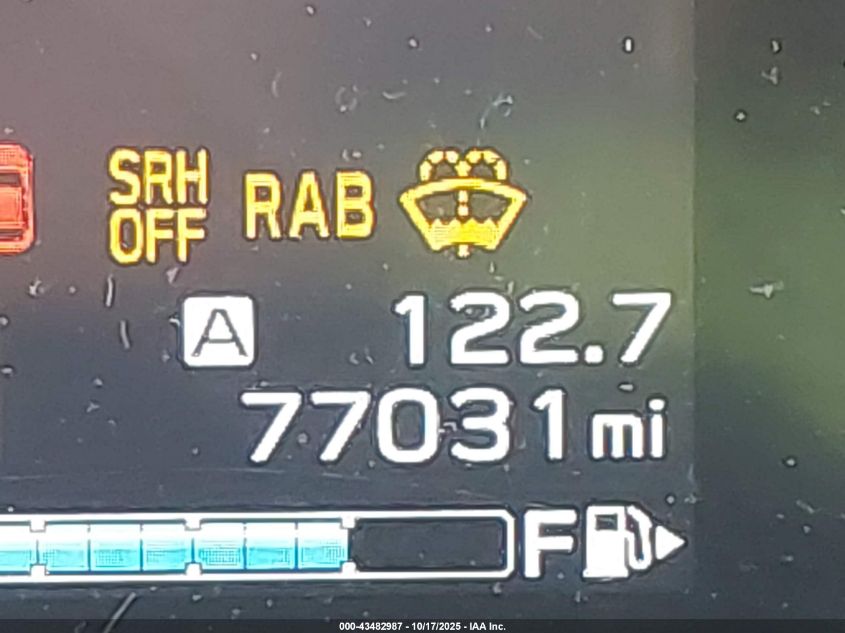 SRH
OFF
RAB
A 122.7
77031 mi
F
000-43482987 - 10/17/2025 - IAA Inc.